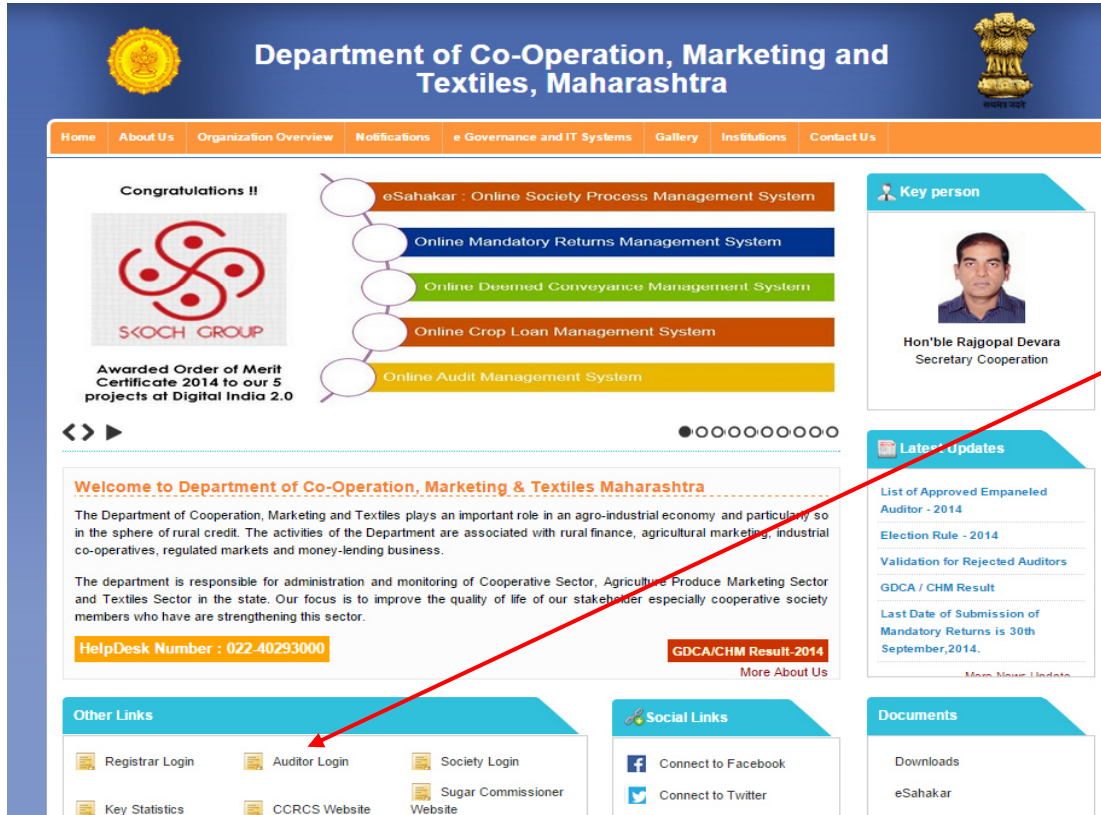 Department of Co-Operation, Marketing and
Textiles, Maharashtra
सत्यमेव जयते
Home About Us Organization Overview Notifications e Governance and IT Systems Gallery Institutions Contact Us
Congratulations !!
SKOCH GROUP
Awarded Order of Merit
Certificate 2014 to our 5
projects at Digital India 2.0
eSahakar : Online Society Process Management System
Online Mandatory Returns Management System
Online Deemed Conveyance Management System
Online Crop Loan Management System
Online Audit Management System
Key person
Hon'ble Rajgopal Devara
Secretary Cooperation
Latest Updates
List of Approved Empaneled
Auditor - 2014
Election Rule - 2014
Validation for Rejected Auditors
GDCA / CHM Result
Last Date of Submission of
Mandatory Returns is 30th
September,2014.
More News Update
Welcome to Department of Co-Operation, Marketing & Textiles Maharashtra
The Department of Cooperation, Marketing and Textiles plays an important role in an agro-industrial economy and particularly so
in the sphere of rural credit. The activities of the Department are associated with rural finance, agricultural marketing, industrial
co-operatives, regulated markets and money-lending business.
The department is responsible for administration and monitoring of Cooperative Sector, Agriculture Produce Marketing Sector
and Textiles Sector in the state. Our focus is to improve the quality of life of our stakeholder especially cooperative society
members who have are strengthening this sector.
HelpDesk Number : 022-40293000
GDCA/CHM Result-2014
More About Us
Other Links
Registrar Login
Auditor Login
Society Login
Key Statistics
CCRCS Website
Sugar Commissioner
Website
Social Links
Connect to Facebook
Connect to Twitter
Documents
Downloads
eSahakar